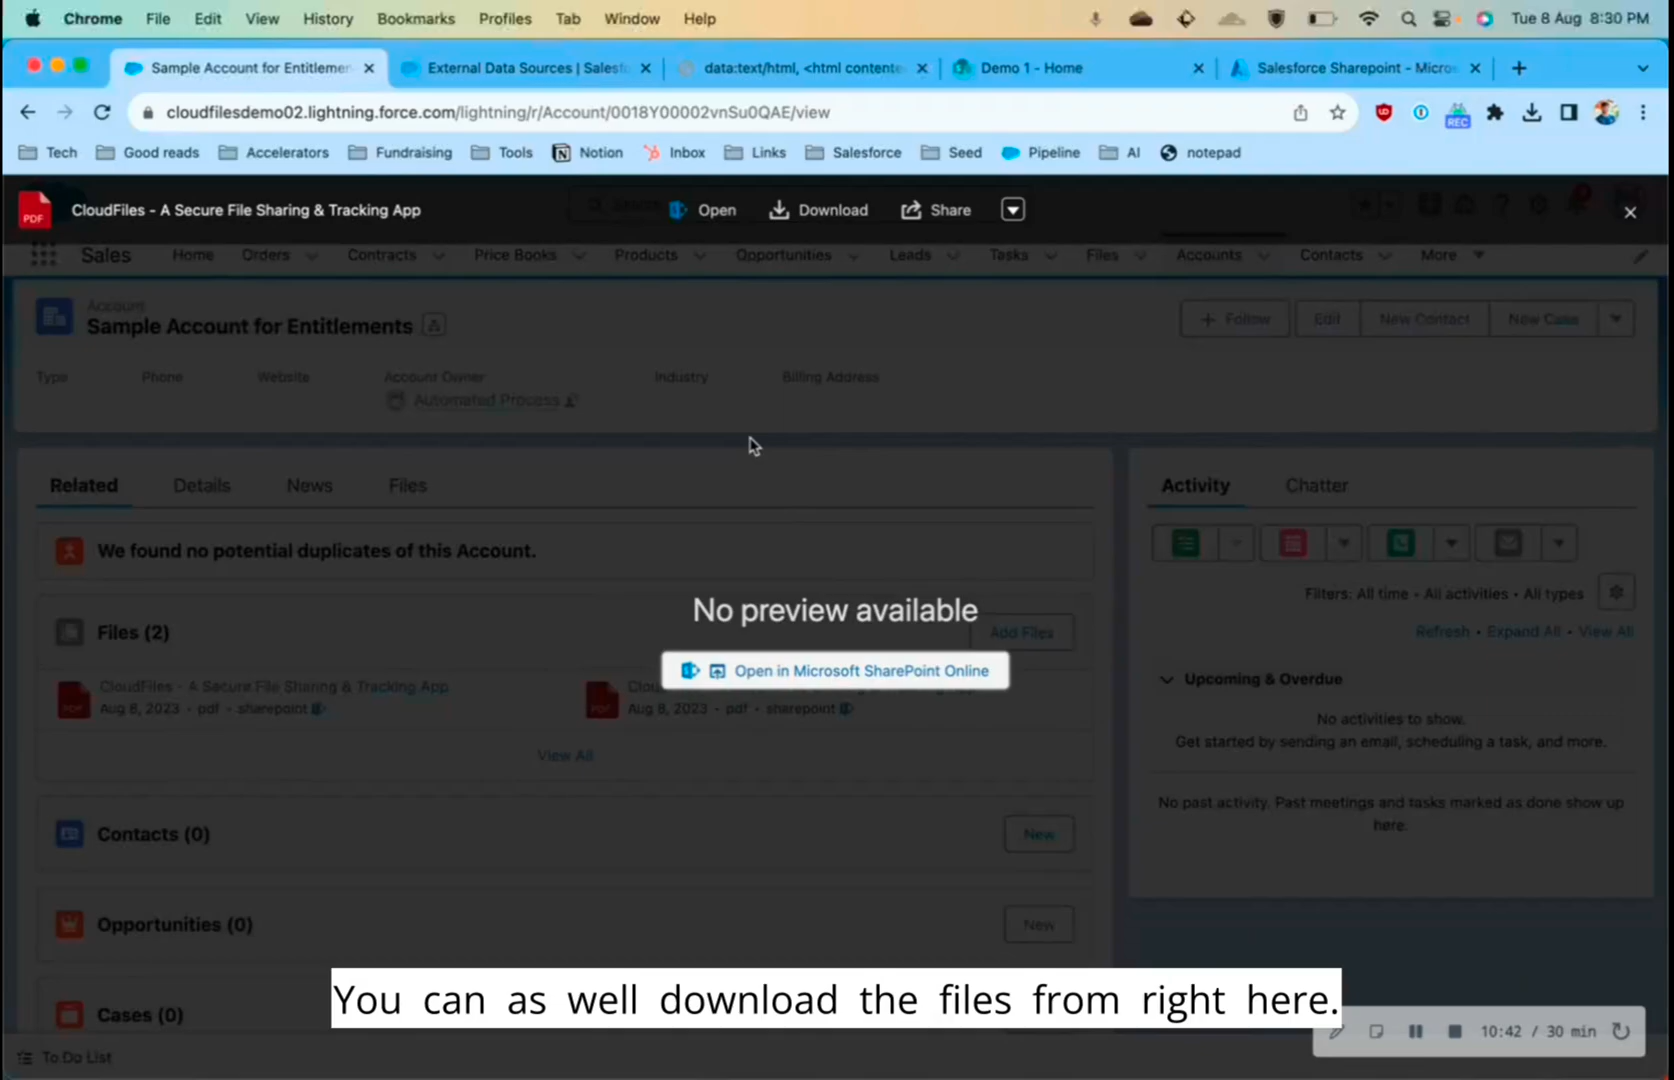 Chrome File Edit View History Bookmarks Profiles Tab Window Help Tue 8 Aug 8:30 PM
Sample Account for Entitlemen External Data Sources | Salesf data:text/html, <html contente Demo 1 - Home Salesforce Sharepoint - Micros
cloudfilesdemo02.lightning.force.com/lightning/r/Account/0018Y00002vnSu0QAE/view REC
Tech Good reads Accelerators Fundraising Tools Notion Inbox Links Salesforce Seed Pipeline AI notepad
PDF CloudFiles - A Secure File Sharing & Tracking App Open Download Share
Sales Home Orders Contracts Price Books Products Opportunities Leads Tasks Files Accounts Contacts More
Account
Sample Account for Entitlements + Follow Edit New Contact New Case
Type Phone Website Account Owner Industry Billing Address
Automated Process
Related Details News Files Activity Chatter
We found no potential duplicates of this Account.
No preview available
Filters: All time • All activities • All types
Files (2) Add Files
Refresh • Expand All • View All
Open in Microsoft SharePoint Online
Upcoming & Overdue
CloudFiles - A Secure File Sharing & Tracking App Clou
Aug 8, 2023 • pdf • sharepoint Aug 8, 2023 • pdf • sharepoint
No activities to show.
Get started by sending an email, scheduling a task, and more.
View All
No past activity. Past meetings and tasks marked as done show up
here.
Contacts (0) New
Opportunities (0) New
You can as well download the files from right here.
Cases (0)
10:42 / 30 min
To Do List